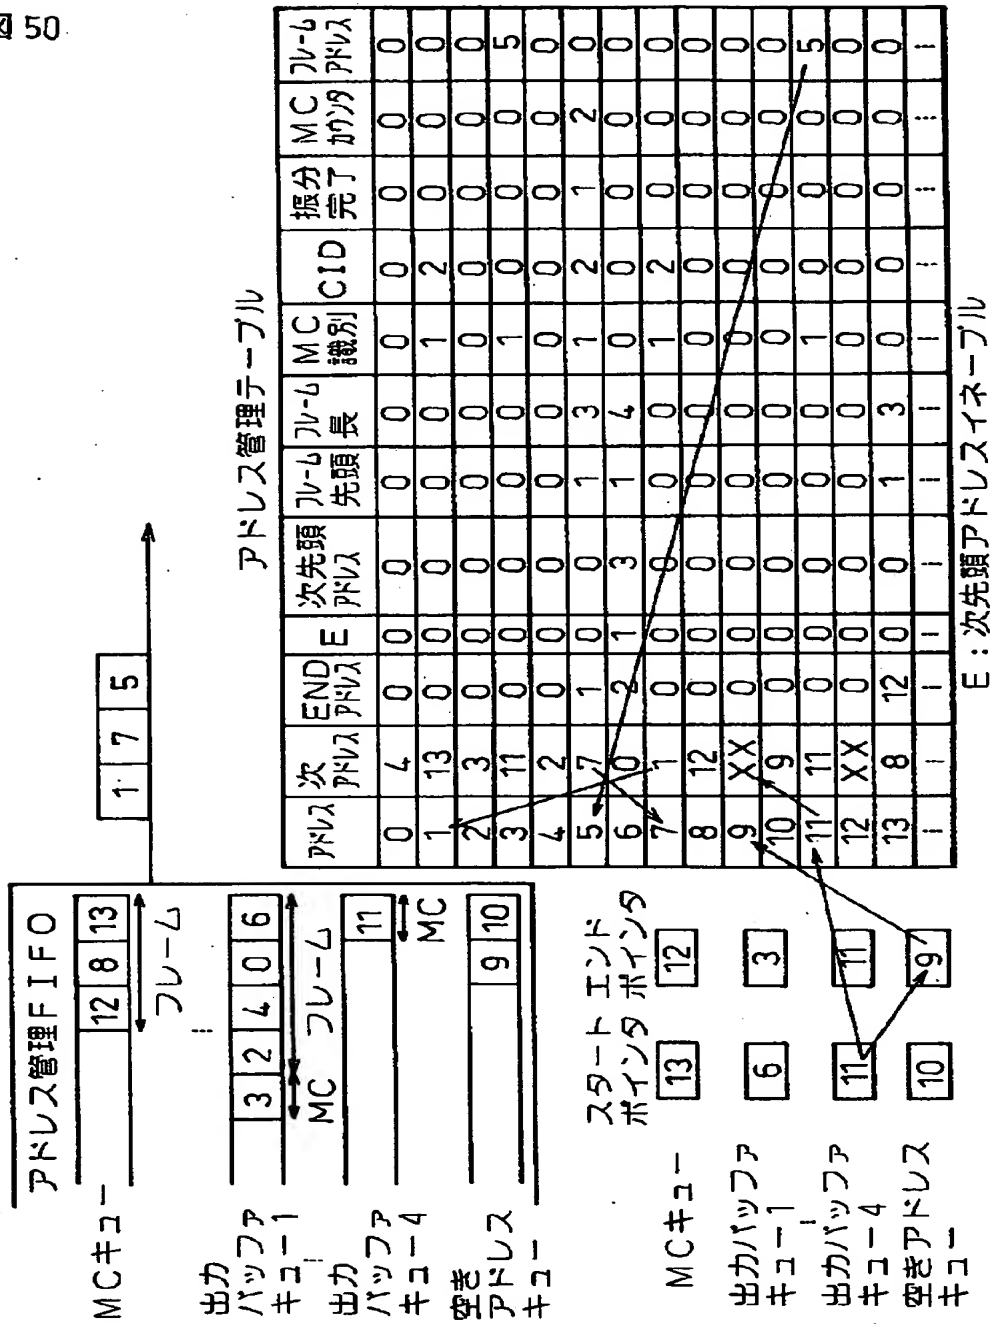 図 50
アドレス管理FIFO
MCキュー
12 8 13
フレーム
出力
バッファ
キュー1
3 2 4 0 6
MC フレーム
出力
バッファ
キュー4
11
MC
空き
アドレス
キュー
9 10
1 7 5
スタート
ポインタ
エンド
ポインタ
MCキュー 13 12
出力バッファ
キュー1 6 3
出力バッファ
キュー4 11 11
空きアドレス
キュー 10 9
アドレス管理テーブル
アドレス 次アドレス ENDアドレス E 次先頭アドレス フレーム先頭 フレーム長 MC識別 CID 振分完了 MCカウンタ フレームアドレス
0 4 0 0 0 0 0 0 0 0 0 0
1 13 0 0 0 0 0 1 2 0 0 0
2 3 0 0 0 0 0 0 0 0 0 0
3 11 0 0 0 0 0 1 0 0 0 5
4 2 0 0 0 0 0 0 0 0 0 0
5 7 1 0 0 1 3 1 2 1 2 0
6 0 2 1 3 1 4 0 0 0 0 0
7 1 0 0 0 0 0 1 2 0 0 0
8 12 0 0 0 0 0 0 0 0 0 0
9 XX 0 0 0 0 0 0 0 0 0 0
10 9 0 0 0 0 0 0 0 0 0 0
11 11 0 0 0 0 0 1 0 0 0 5
12 XX 0 0 0 0 0 0 0 0 0 0
13 8 12 0 0 1 3 0 0 0 0 0
E:次先頭アドレスイネーブル